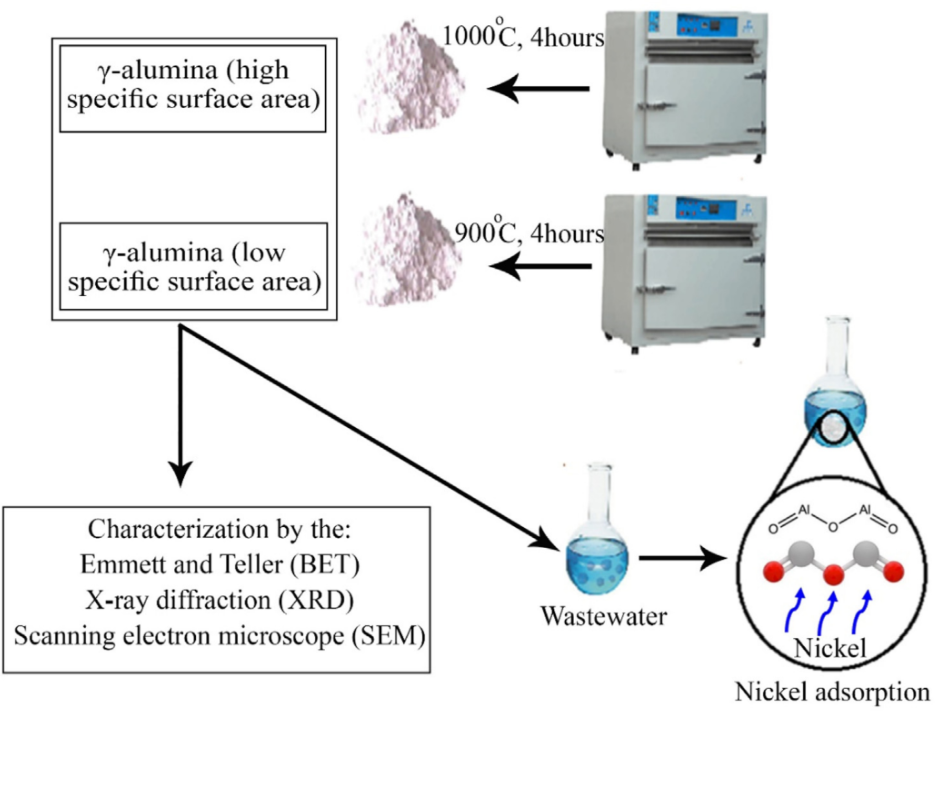 1000°C, 4hours
γ-alumina (high
specific surface area)
900°C, 4hours
γ-alumina (low
specific surface area)
Characterization by the:
Emmett and Teller (BET)
X-ray diffraction (XRD)
Scanning electron microscope (SEM)
Wastewater
Al
Al
O
O
O
Nickel
Nickel adsorption